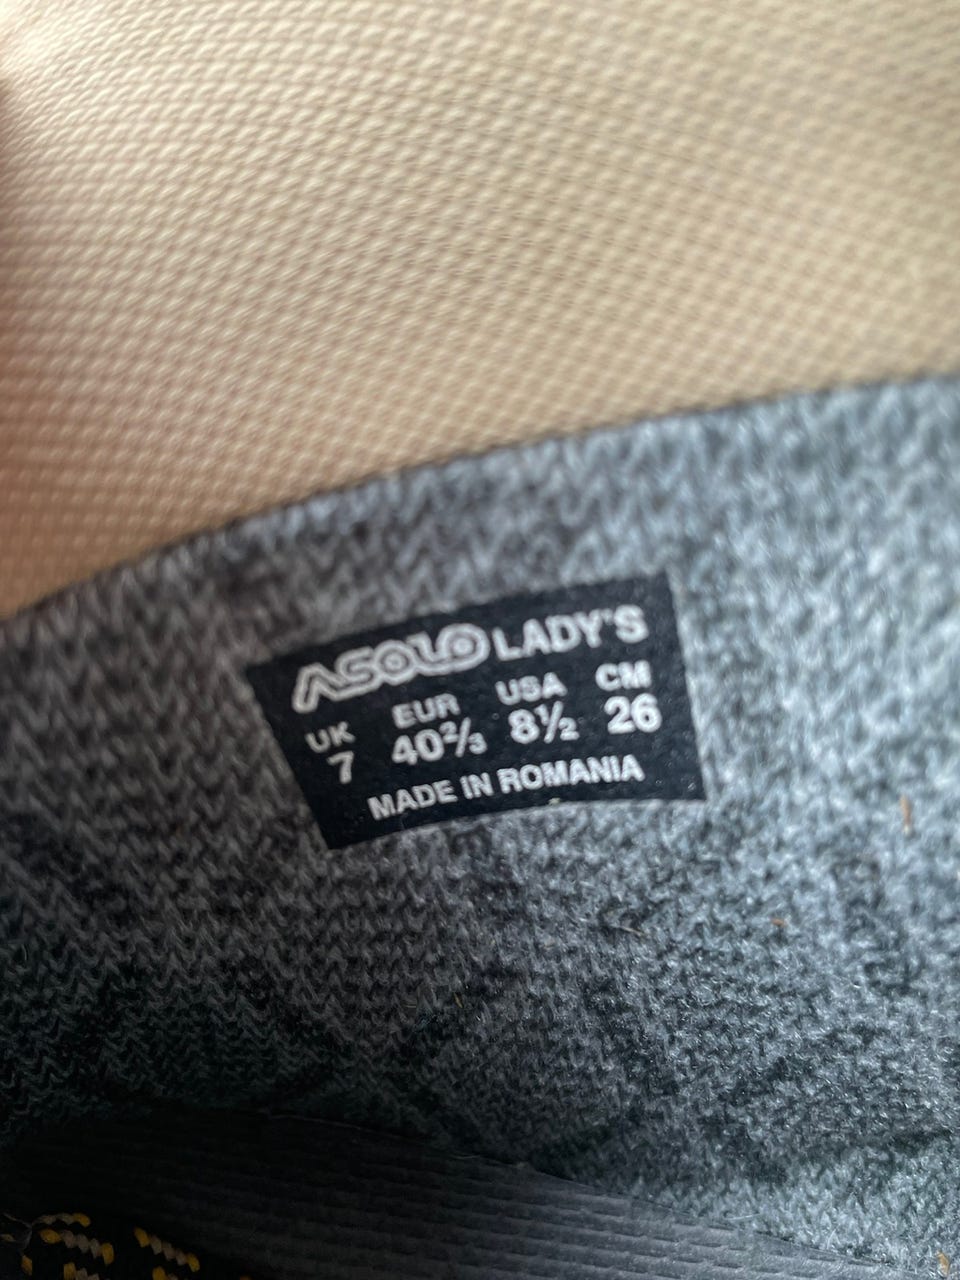 ASOLO LADY'S
UK EUR USA CM
7 40⅔ 8½ 26
MADE IN ROMANIA